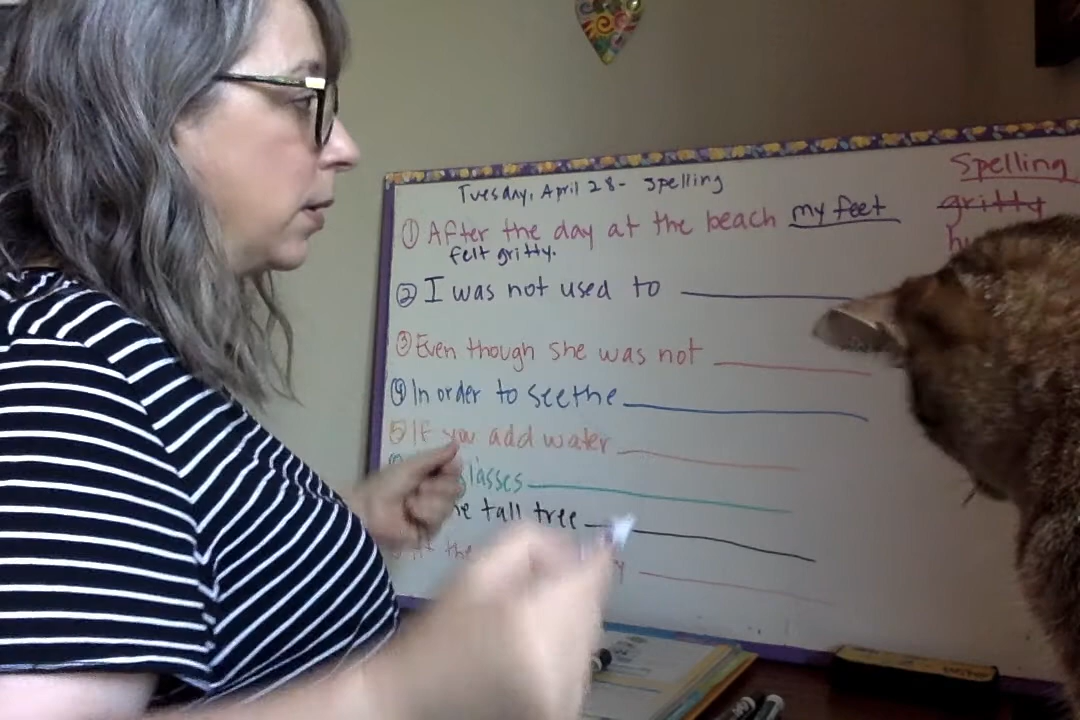 Tuesday, April 28- Spelling
Spelling
gritty
① After the day at the beach my feet
felt gritty.
② I was not used to
③ Even though she was not
④ In order to see the
⑤ If you add water
glasses
tall tree
the